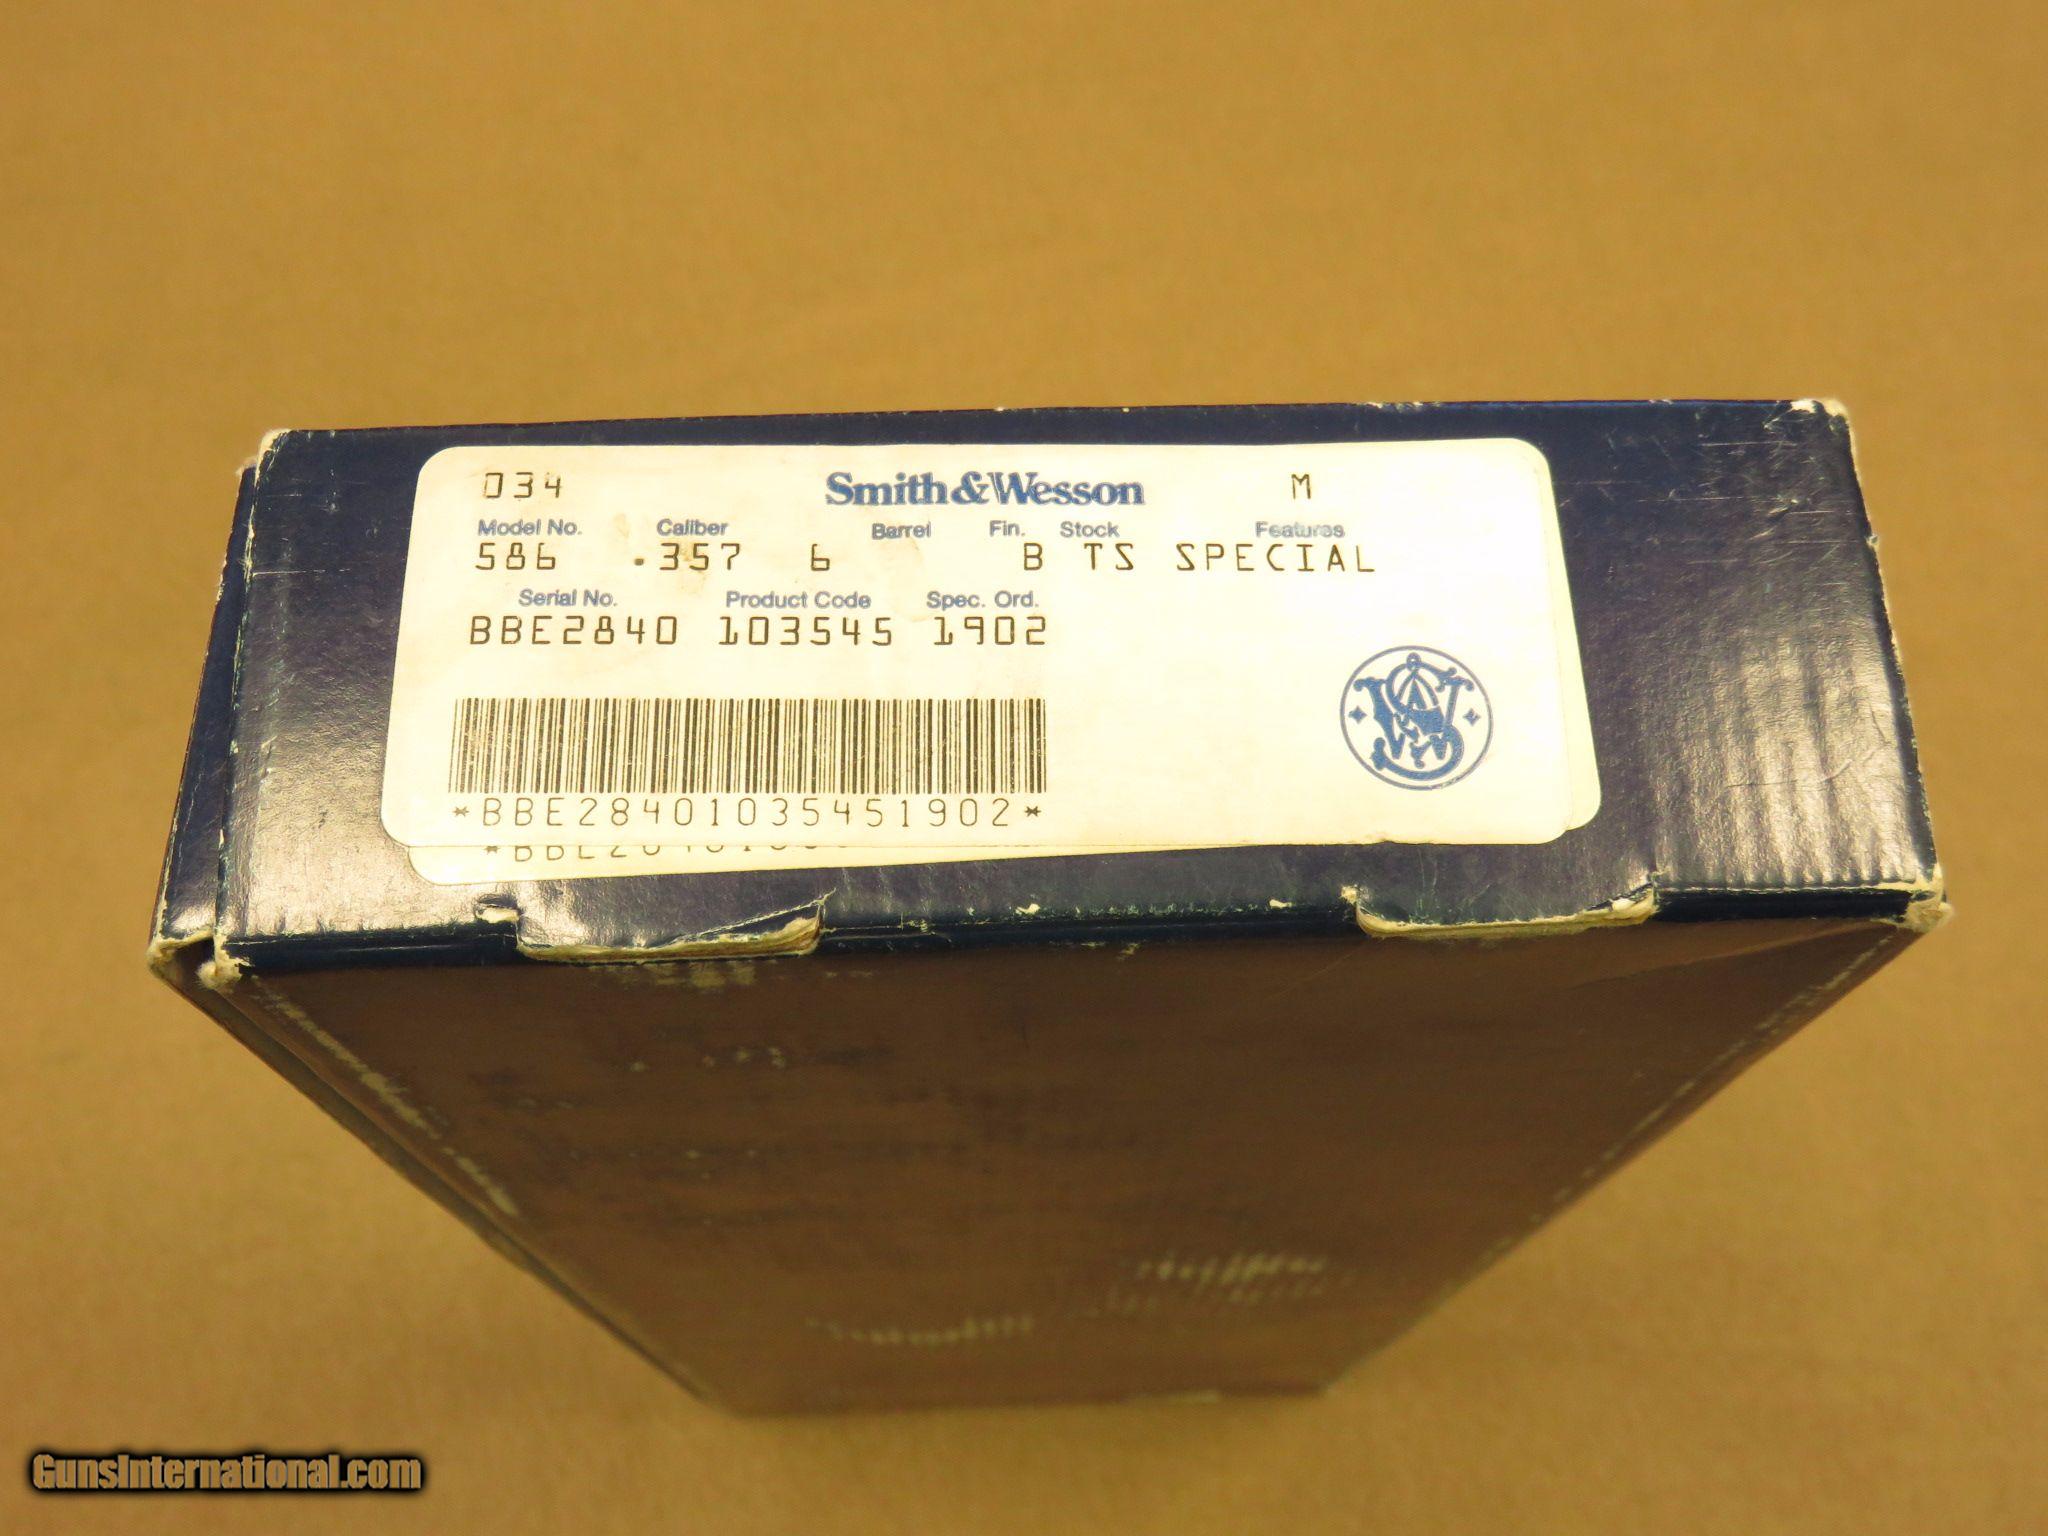 034 Smith & Wesson M
Model No. Caliber Barrel Fin. Stock Features
586 .357 6 B TS SPECIAL
Serial No. Product Code Spec. Ord.
BBE2840 103545 1902
*BBE28401035451902*
GunsInternational.com